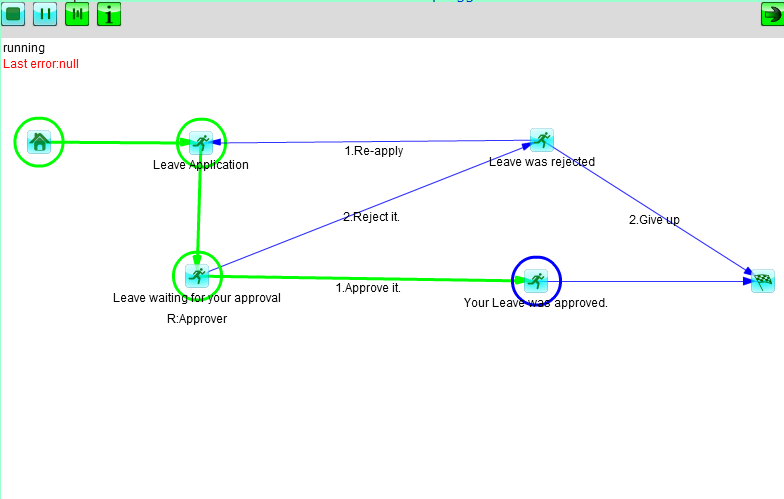 running
Last error:null
Leave Application
1.Re-apply
Leave was rejected
2.Reject it.
2.Give up
Leave waiting for your approval
R:Approver
1.Approve it.
Your Leave was approved.